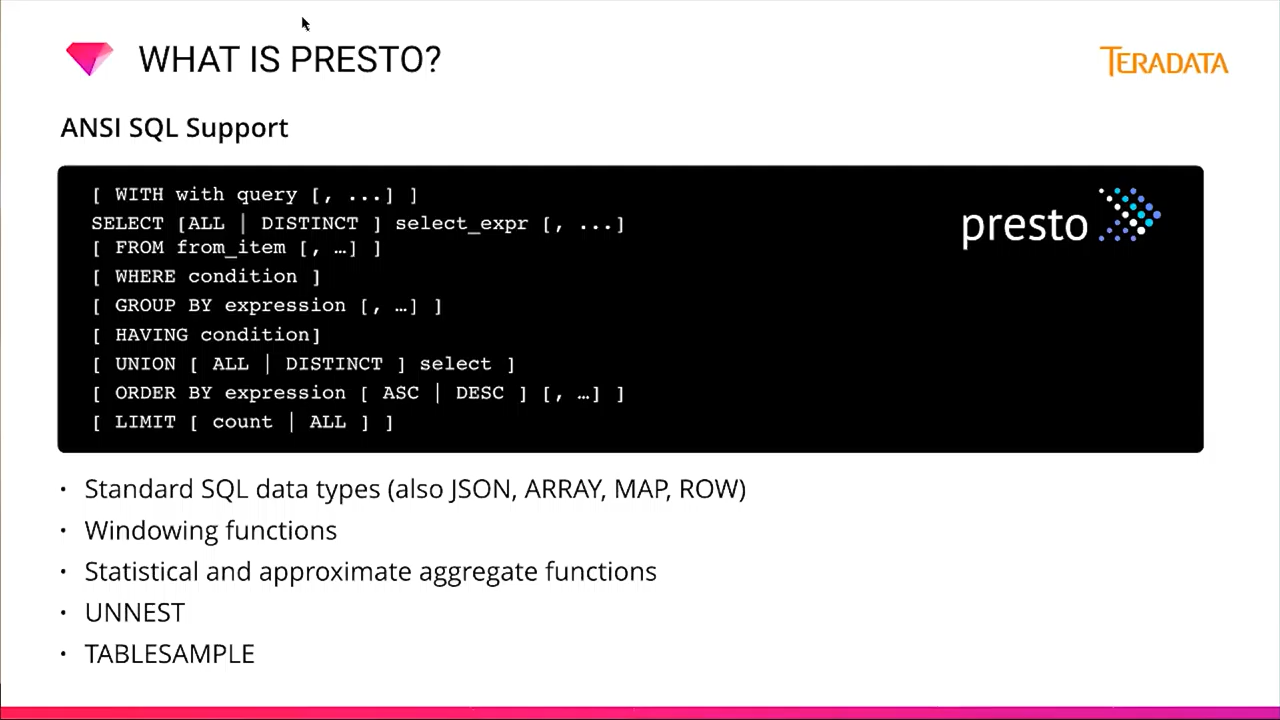 WHAT IS PRESTO?
TERADATA
ANSI SQL Support
[ WITH with query [, ...] ]
SELECT [ALL | DISTINCT ] select_expr [, ...]
[ FROM from_item [, …] ]
[ WHERE condition ]
[ GROUP BY expression [, …] ]
[ HAVING condition]
[ UNION [ ALL | DISTINCT ] select ]
[ ORDER BY expression [ ASC | DESC ] [, …] ]
[ LIMIT [ count | ALL ] ]
presto
• Standard SQL data types (also JSON, ARRAY, MAP, ROW)
• Windowing functions
• Statistical and approximate aggregate functions
• UNNEST
• TABLESAMPLE